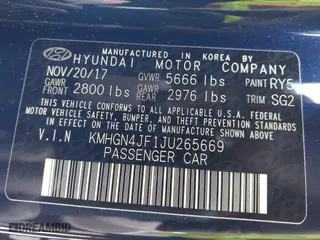 MANUFACTURED IN KOREA BY
HYUNDAI MOTOR COMPANY
NOV/20/17 GVWR 5666 lbs PAINT RY5
GAWR FRONT 2800 lbs GAWR REAR 2976 lbs TRIM SG2
THIS VEHICLE CONFORMS TO ALL APPLICABLE
U.S. FEDERAL MOTOR VEHICLE SAFETY,
BUMPER, AND THEFT PREVENTION STANDARDS
IN EFFECT ON THE DATE OF MANUFACTURE
SHOWN ABOVE.
V.I.N KMHGN4JF1JU265669
PASSENGER CAR
IDREAMBID